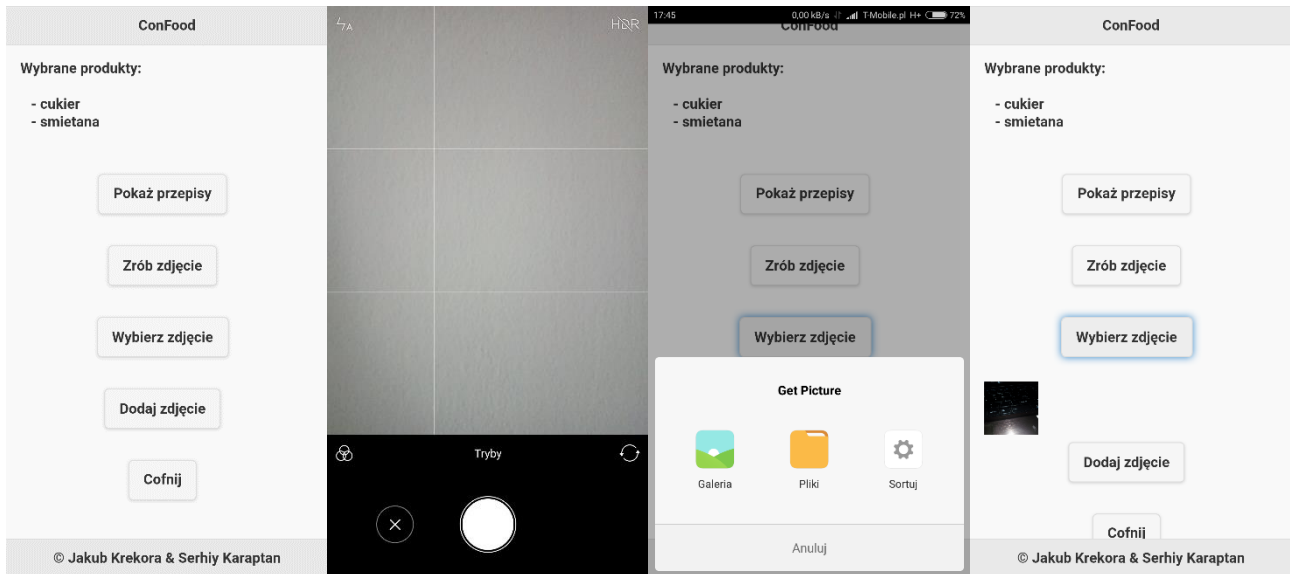 ConFood
Wybrane produkty:
- cukier
- smietana
Pokaż przepisy
Zrób zdjęcie
Wybierz zdjęcie
Dodaj zdjęcie
Cofnij
© Jakub Krekora & Serhiy Karaptan
A
HDR
Tryby
17:45
0,00 kB/s
T-Mobile.pl H+
72%
ConFood
Wybrane produkty:
- cukier
- smietana
Pokaż przepisy
Zrób zdjęcie
Wybierz zdjęcie
Get Picture
Galeria
Pliki
Sortuj
Anuluj
ConFood
Wybrane produkty:
- cukier
- smietana
Pokaż przepisy
Zrób zdjęcie
Wybierz zdjęcie
Dodaj zdjęcie
Cofnij
© Jakub Krekora & Serhiy Karaptan